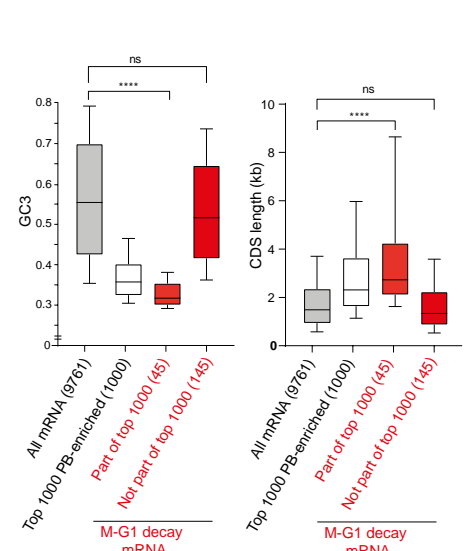 ns
****
0.8
0.7
0.6
0.5
0.4
0.3
0
GC3
All mRNA (9761)
Top 1000 PB-enriched (1000)
Part of top 1000 (45)
Not part of top 1000 (145)
M-G1 decay
mRNA
ns
****
10
8
6
4
2
0
CDS length (kb)
All mRNA (9761)
Top 1000 PB-enriched (1000)
Part of top 1000 (45)
Not part of top 1000 (145)
M-G1 decay
mRNA